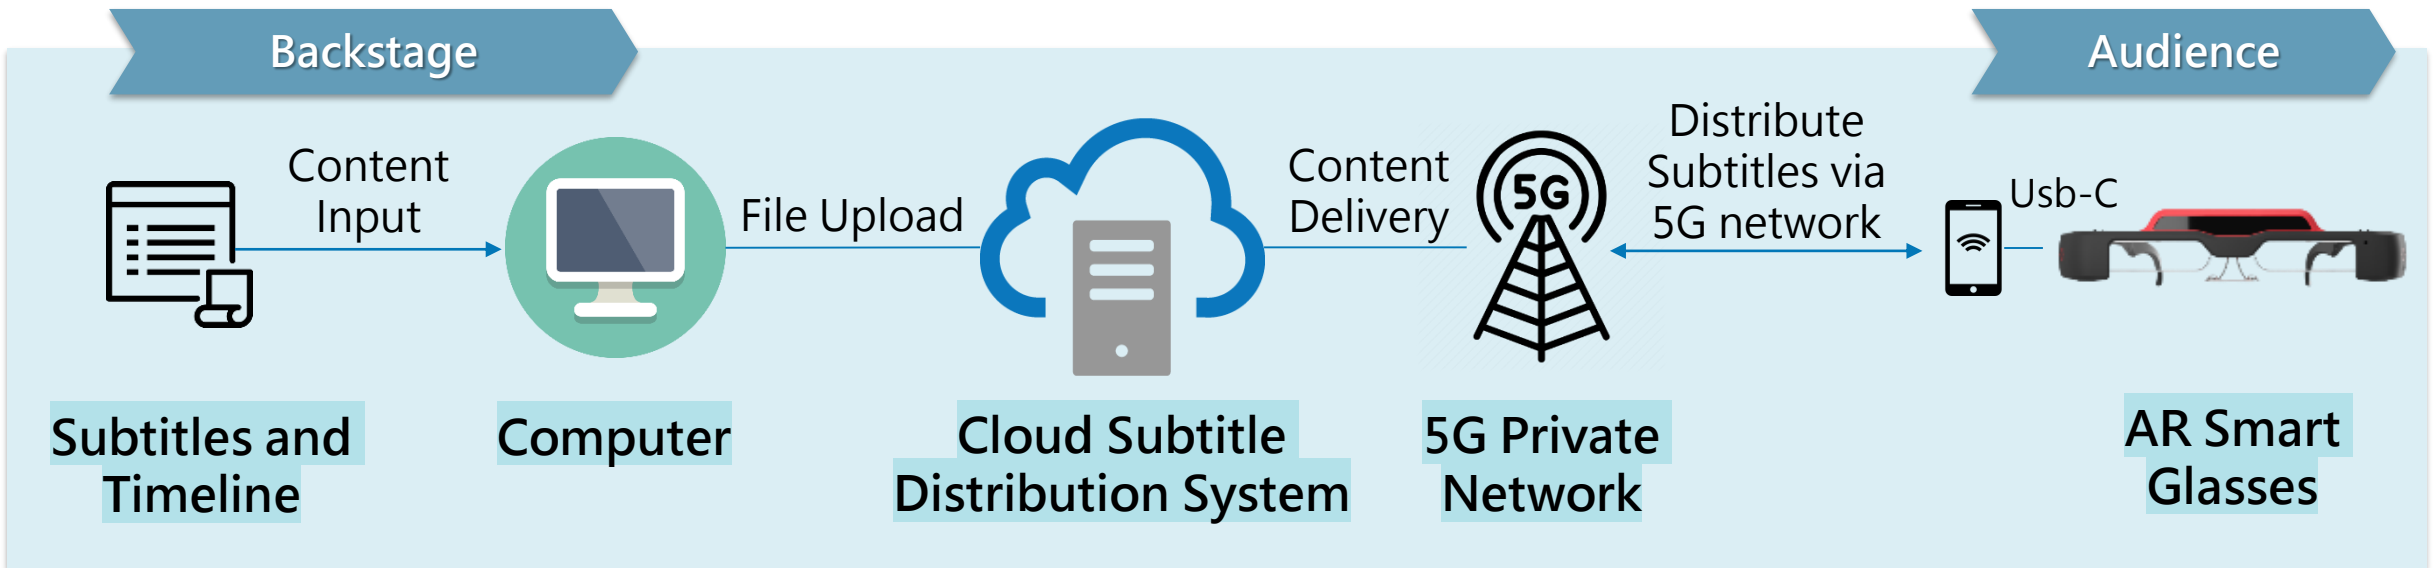 Backstage
Audience
Content
Input
File Upload
Content
Delivery
5G
Distribute
Subtitles via
5G network
Usb-C
Subtitles and
Timeline
Computer
Cloud Subtitle
Distribution System
5G Private
Network
AR Smart
Glasses